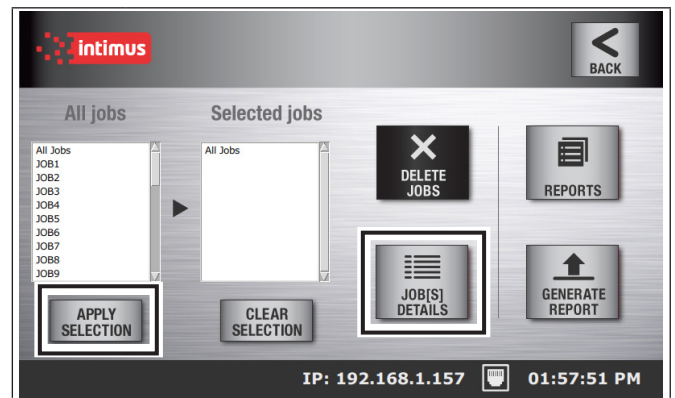 intimus
BACK
All jobs
Selected jobs
All Jobs
JOB1
JOB2
JOB3
JOB4
JOB5
JOB6
JOB7
JOB8
JOB9
All Jobs
DELETE
JOBS
REPORTS
APPLY
SELECTION
CLEAR
SELECTION
JOB[S]
DETAILS
GENERATE
REPORT
IP: 192.168.1.157
01:57:51 PM